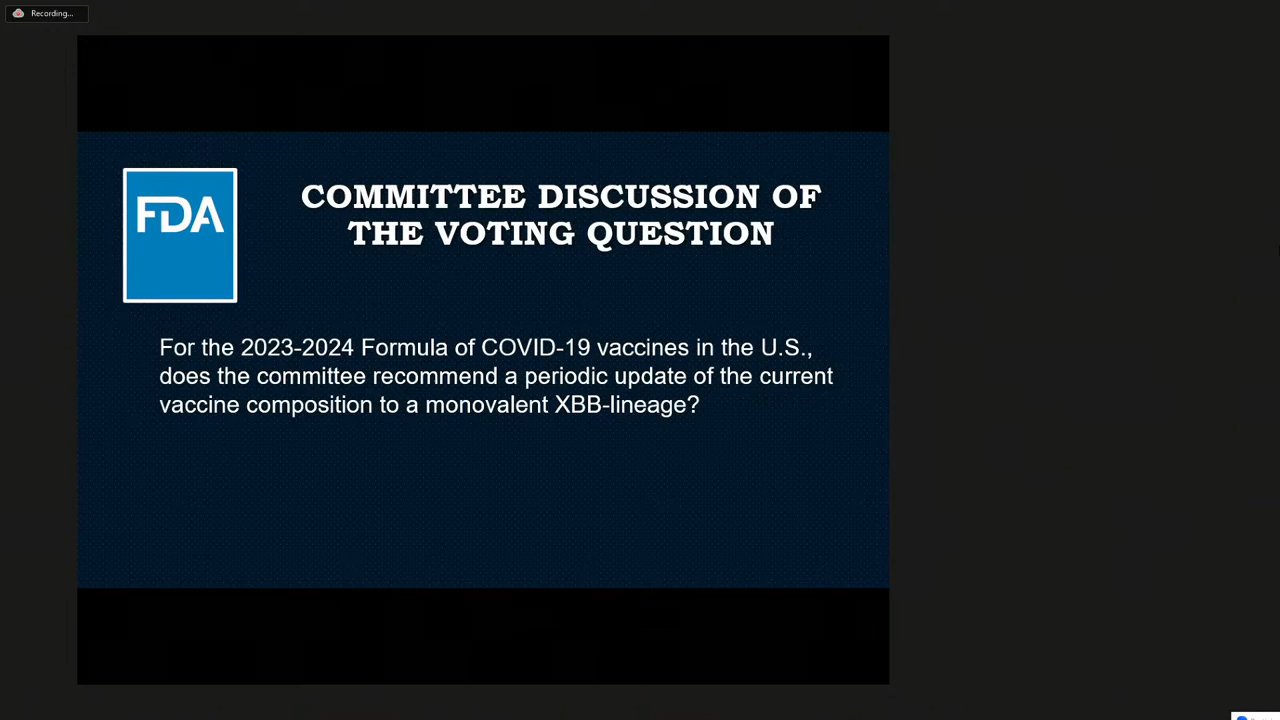 Recording...
FDA
COMMITTEE DISCUSSION OF
THE VOTING QUESTION
For the 2023-2024 Formula of COVID-19 vaccines in the U.S.,
does the committee recommend a periodic update of the current
vaccine composition to a monovalent XBB-lineage?